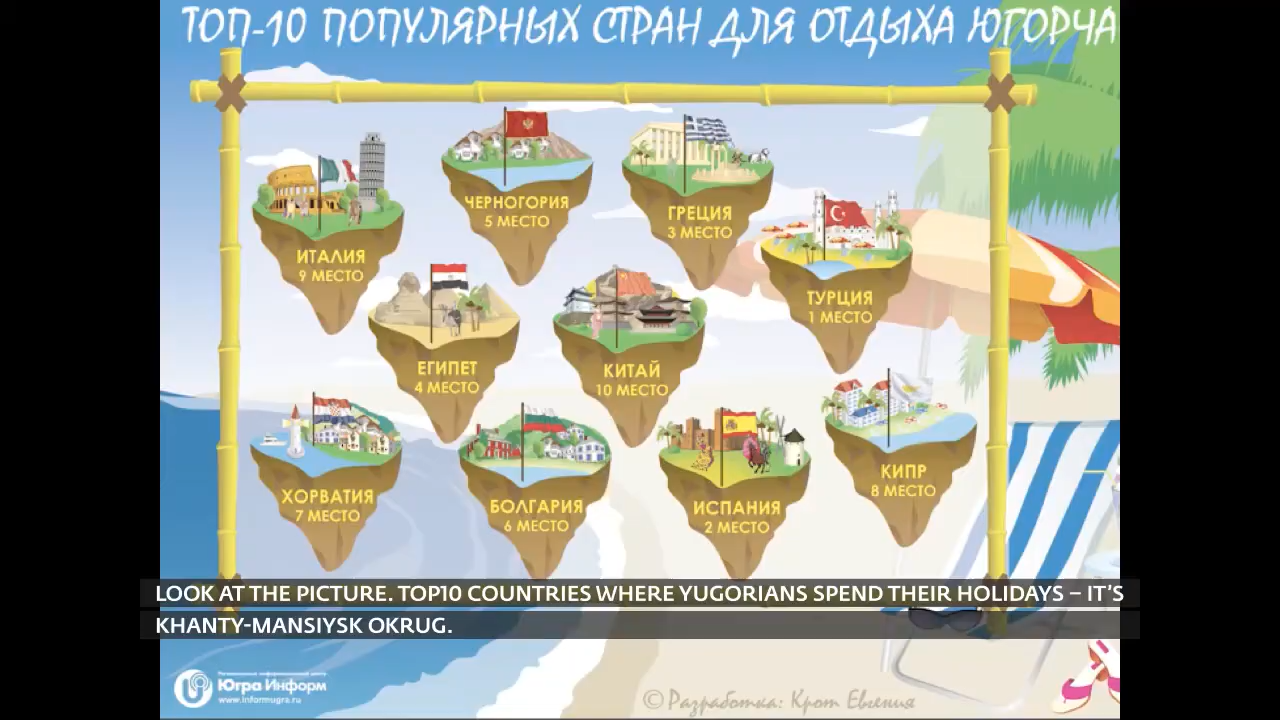 ТОП-10 ПОПУЛЯРНЫХ СТРАН ДЛЯ ОТДЫХА ЮГОРЧА
ИТАЛИЯ
9 МЕСТО
ЧЕРНОГОРИЯ
5 МЕСТО
ГРЕЦИЯ
3 МЕСТО
ТУРЦИЯ
1 МЕСТО
ЕГИПЕТ
4 МЕСТО
КИТАЙ
10 МЕСТО
ХОРВАТИЯ
7 МЕСТО
БОЛГАРИЯ
6 МЕСТО
ИСПАНИЯ
2 МЕСТО
КИПР
8 МЕСТО
LOOK AT THE PICTURE. TOP10 COUNTRIES WHERE YUGORIANS SPEND THEIR HOLIDAYS – IT’S
KHANTY-MANSIYSK OKRUG.
Региональный информационный центр
Югра Информ
www.informugra.ru
© Разработка: Крот Евгения